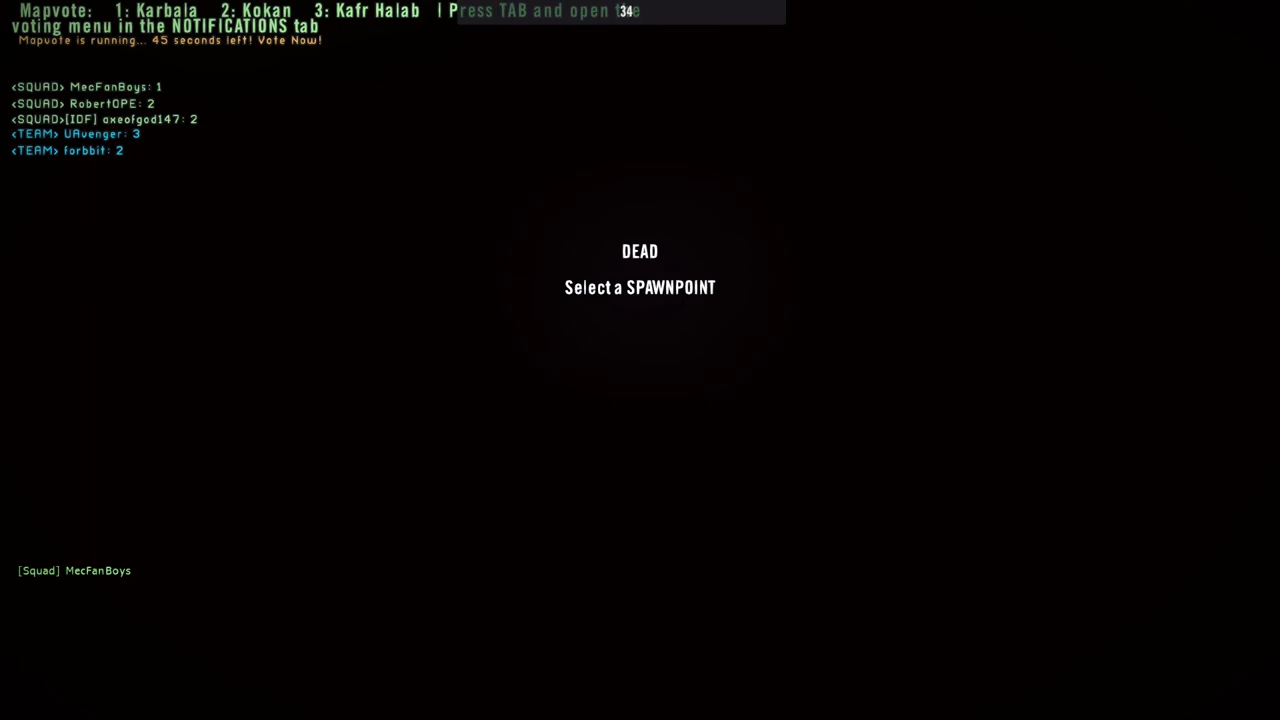 Mapvote: 1: Karbala 2: Kokan 3: Kafr Halab | Press TAB and open the
34
voting menu in the NOTIFICATIONS tab
Mapvote is running... 45 seconds left! Vote Now!
<SQUAD> MecFanBoys: 1
<SQUAD> RobertOPE: 2
<SQUAD>[IDF] axeofgod147: 2
<TEAM> UAvenger: 3
<TEAM> forbbit: 2
DEAD
Select a SPAWNPOINT
[Squad] MecFanBoys